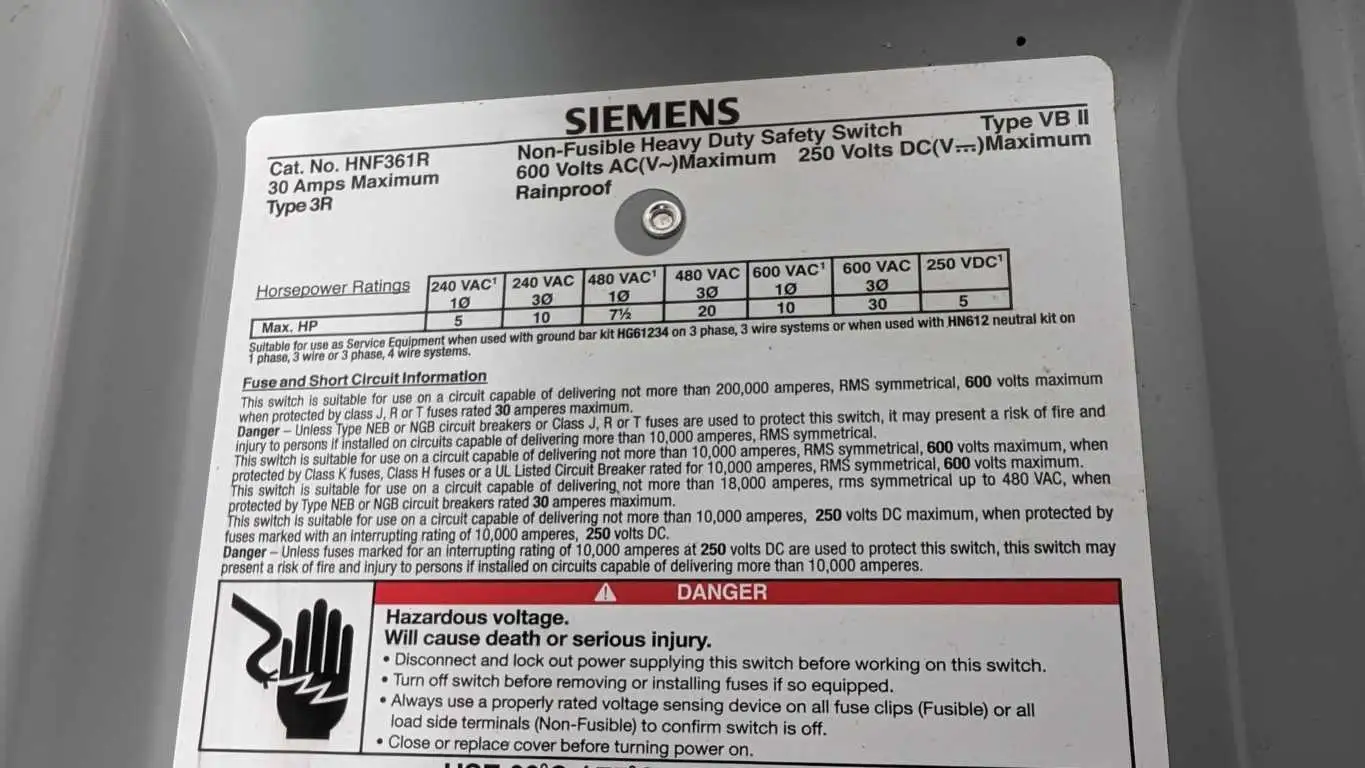 SIEMENS
Cat. No. HNF361R
30 Amps Maximum
Type 3R
Non-Fusible Heavy Duty Safety Switch Type VB II
600 Volts AC(V~)Maximum 250 Volts DC(V⎓)Maximum
Rainproof
Horsepower Ratings 240 VAC¹ 240 VAC 480 VAC¹ 480 VAC 600 VAC¹ 600 VAC 250 VDC¹
1Ø 3Ø 1Ø 3Ø 1Ø 3Ø
Max. HP 5 10 7½ 20 10 30 5
Suitable for use as Service Equipment when used with ground bar kit HG61234 on 3 phase, 3 wire systems or when used with HN612 neutral kit on
1 phase, 3 wire or 3 phase, 4 wire systems.
Fuse and Short Circuit Information
This switch is suitable for use on a circuit capable of delivering not more than 200,000 amperes, RMS symmetrical, 600 volts maximum
when protected by class J, R or T fuses rated 30 amperes maximum.
Danger – Unless Type NEB or NGB circuit breakers or Class J, R or T fuses are used to protect this switch, it may present a risk of fire and
injury to persons if installed on circuits capable of delivering more than 10,000 amperes, RMS symmetrical.
This switch is suitable for use on a circuit capable of delivering not more than 10,000 amperes, RMS symmetrical, 600 volts maximum, when
protected by Class K fuses, Class H fuses or a UL Listed Circuit Breaker rated for 10,000 amperes, RMS symmetrical, 600 volts maximum.
This switch is suitable for use on a circuit capable of delivering not more than 18,000 amperes, rms symmetrical up to 480 VAC, when
protected by Type NEB or NGB circuit breakers rated 30 amperes maximum.
This switch is suitable for use on a circuit capable of delivering not more than 10,000 amperes, 250 volts DC maximum, when protected by
fuses marked with an interrupting rating of 10,000 amperes, 250 volts DC.
Danger – Unless fuses marked for an interrupting rating of 10,000 amperes at 250 volts DC are used to protect this switch, this switch may
present a risk of fire and injury to persons if installed on circuits capable of delivering more than 10,000 amperes.
DANGER
Hazardous voltage.
Will cause death or serious injury.
• Disconnect and lock out power supplying this switch before working on this switch.
• Turn off switch before removing or installing fuses if so equipped.
• Always use a properly rated voltage sensing device on all fuse clips (Fusible) or all
load side terminals (Non-Fusible) to confirm switch is off.
• Close or replace cover before turning power on.